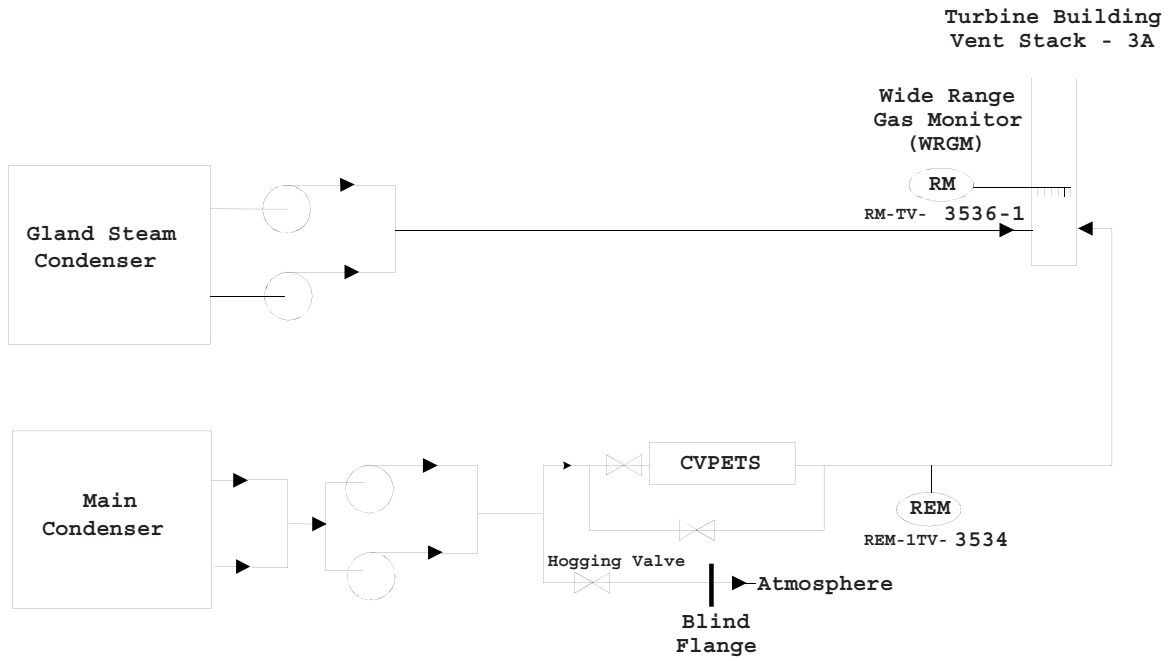 Turbine Building
Vent Stack - 3A
Wide Range
Gas Monitor
(WRGM)
RM
RM-TV- 3536-1
Gland Steam
Condenser
Main
Condenser
CVPETS
REM
REM-1TV- 3534
Hogging Valve
Atmosphere
Blind
Flange